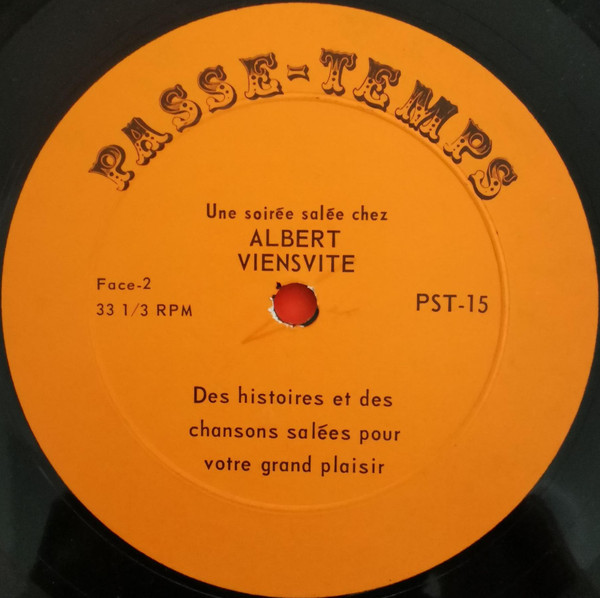 PASSE-TEMPS
Une soirée salée chez
ALBERT
VIENSVITE
Face-2
33 1/3 RPM
PST-15
Des histoires et des
chansons salées pour
votre grand plaisir